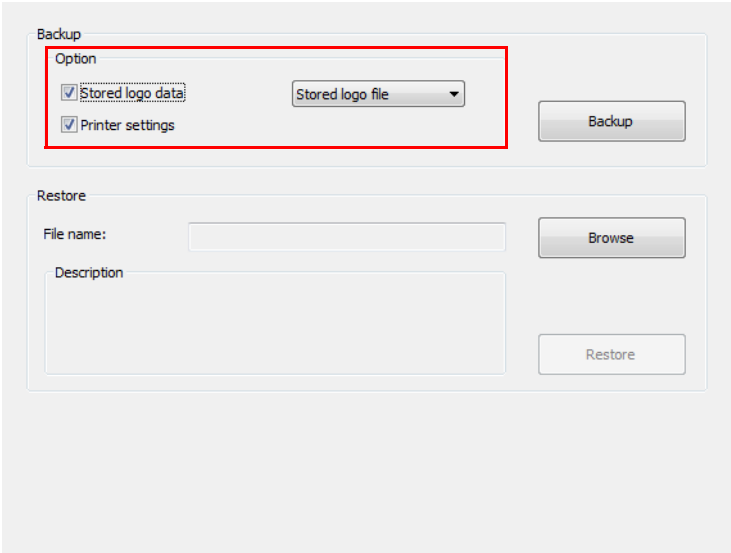 Backup
Option
Stored logo data
Stored logo file
Printer settings
Backup
Restore
File name:
Browse
Description
Restore